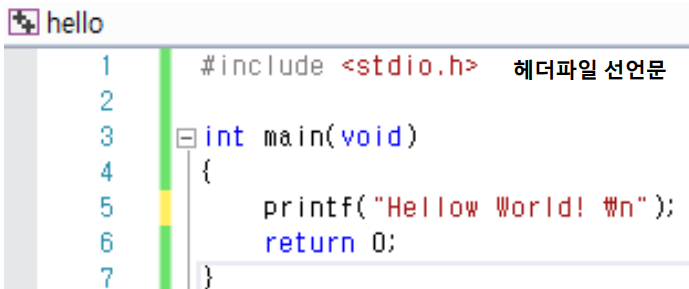 hello
1 #include <stdio.h> 헤더파일 선언문
2
3 int main(void)
4 {
5 printf("Hellow World! ₩n");
6 return 0;
7 }